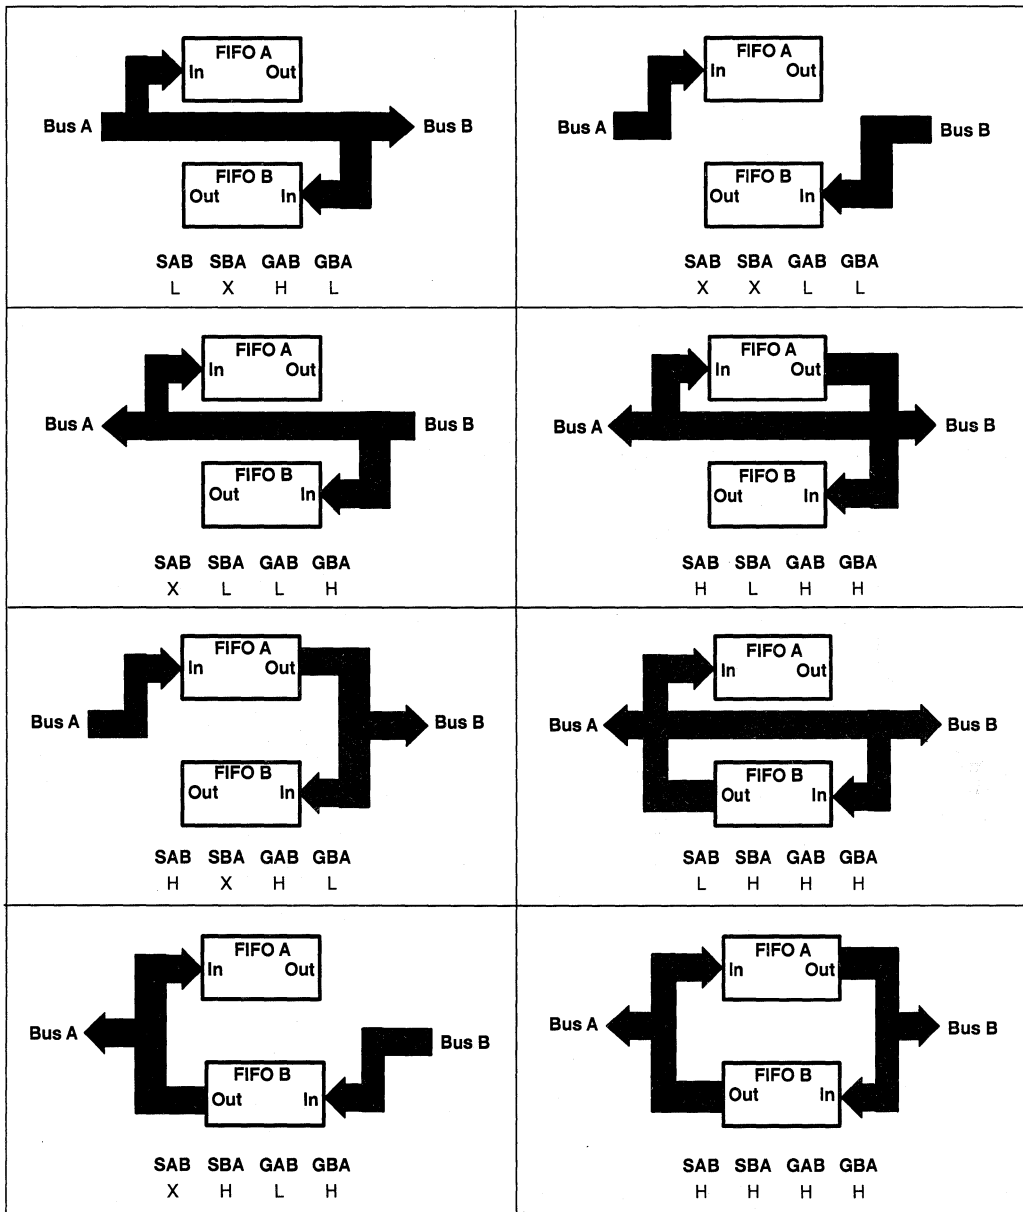 FIFO A
In Out
Bus A Bus B
FIFO B
Out In
SAB SBA GAB GBA
L X H L
FIFO A
In Out
Bus A Bus B
FIFO B
Out In
SAB SBA GAB GBA
X X L L
FIFO A
In Out
Bus A Bus B
FIFO B
Out In
SAB SBA GAB GBA
X L L H
FIFO A
In Out
Bus A Bus B
FIFO B
Out In
SAB SBA GAB GBA
H L H H
FIFO A
In Out
Bus A Bus B
FIFO B
Out In
SAB SBA GAB GBA
H X H L
FIFO A
In Out
Bus A Bus B
FIFO B
Out In
SAB SBA GAB GBA
L H H H
FIFO A
In Out
Bus A Bus B
FIFO B
Out In
SAB SBA GAB GBA
X H L H
FIFO A
In Out
Bus A Bus B
FIFO B
Out In
SAB SBA GAB GBA
H H H H